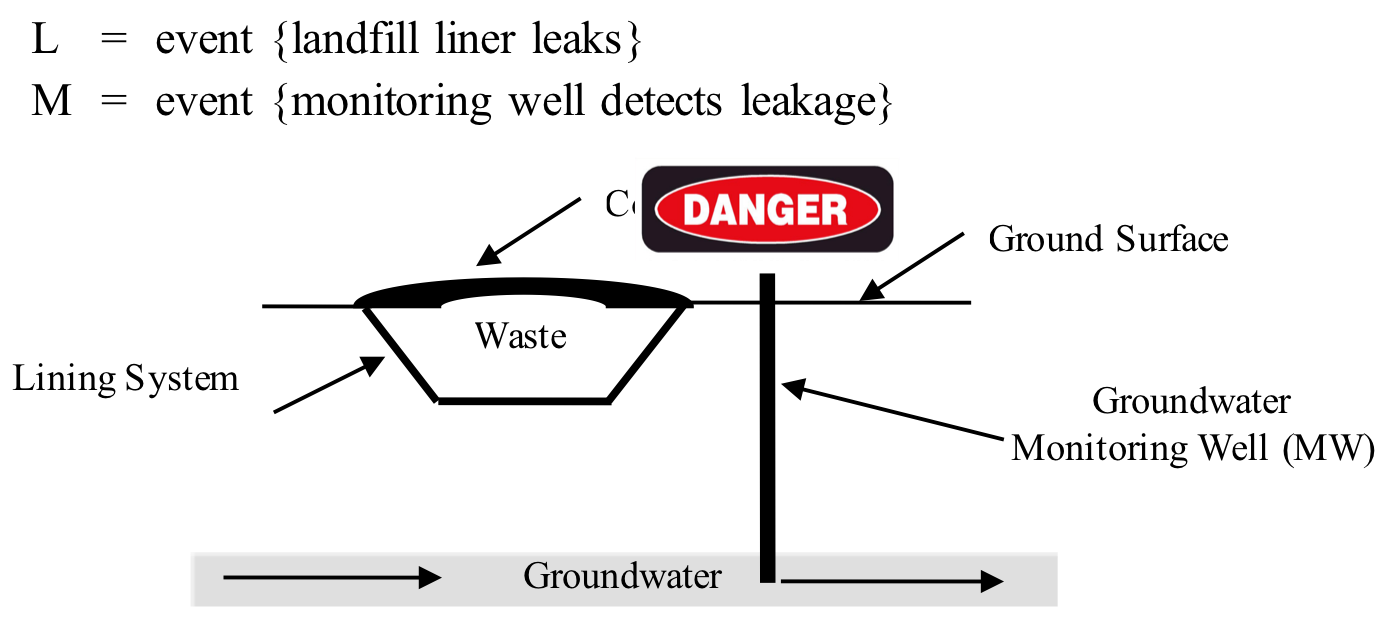 L = event {landfill liner leaks}
M = event {monitoring well detects leakage}
DANGER
Ground Surface
Waste
Lining System
Groundwater
Monitoring Well (MW)
Groundwater